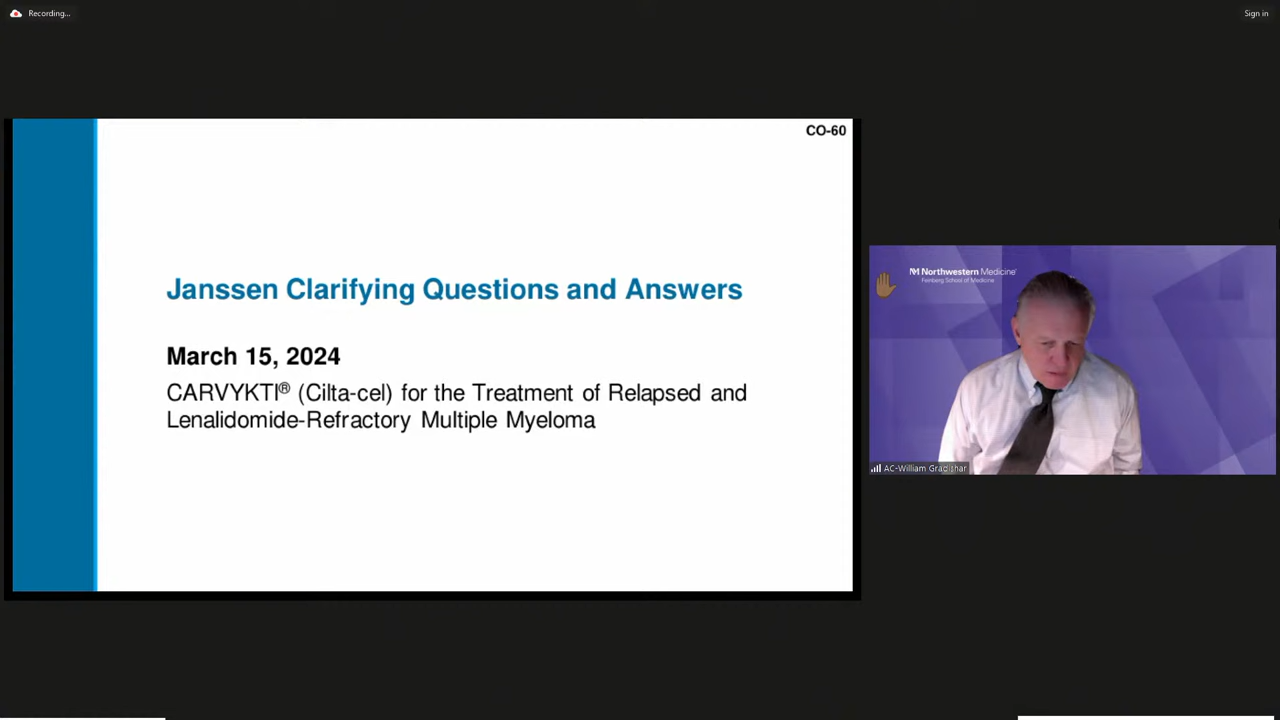 Recording...
Sign in
CO-60
Janssen Clarifying Questions and Answers
March 15, 2024
CARVYKTI® (Cilta-cel) for the Treatment of Relapsed and
Lenalidomide-Refractory Multiple Myeloma
Northwestern Medicine®
Feinberg School of Medicine
AC-William Gradishar